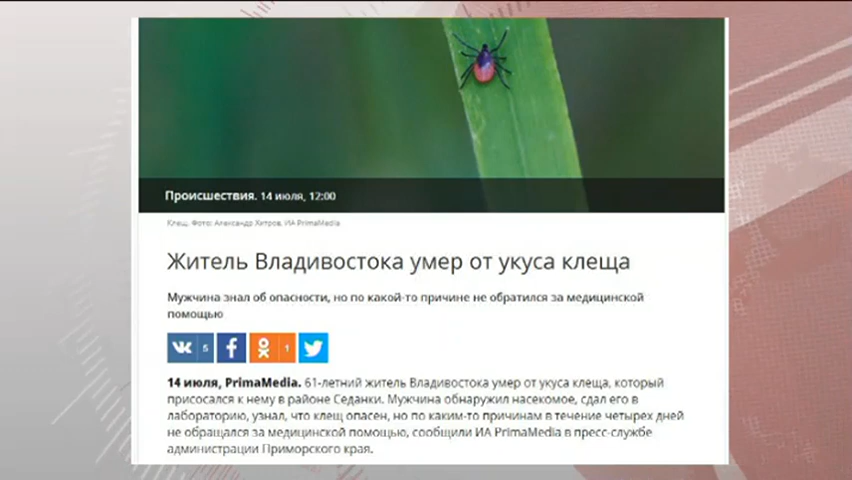 Происшествия. 14 июля, 12:00
Клещ. Фото: Александр Хитров, ИА PrimaMedia
Житель Владивостока умер от укуса клеща
Мужчина знал об опасности, но по какой-то причине не обратился за медицинской
помощью
5
1
14 июля, PrimaMedia. 61-летний житель Владивостока умер от укуса клеща, который
присосался к нему в районе Седанки. Мужчина обнаружил насекомое, сдал его в
лабораторию, узнал, что клещ опасен, но по каким-то причинам в течение четырех дней
не обращался за медицинской помощью, сообщили ИА PrimaMedia в пресс-службе
администрации Приморского края.